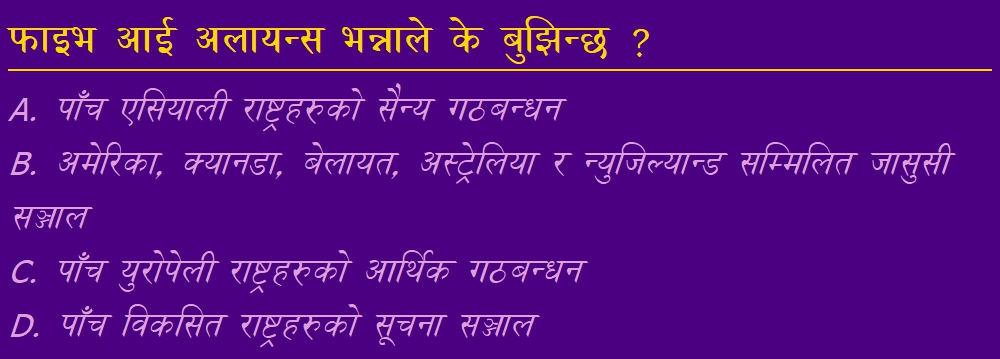 फाइभ आई अलायन्स भन्नाले के बुझिन्छ ?
A. पाँच एसियाली राष्ट्रहरुको सैन्य गठबन्धन
B. अमेरिका, क्यानडा, बेलायत, अस्ट्रेलिया र न्युजिल्यान्ड सम्मिलित जासुसी
सञ्जाल
C. पाँच युरोपेली राष्ट्रहरुको आर्थिक गठबन्धन
D. पाँच विकसित राष्ट्रहरुको सूचना सञ्जाल